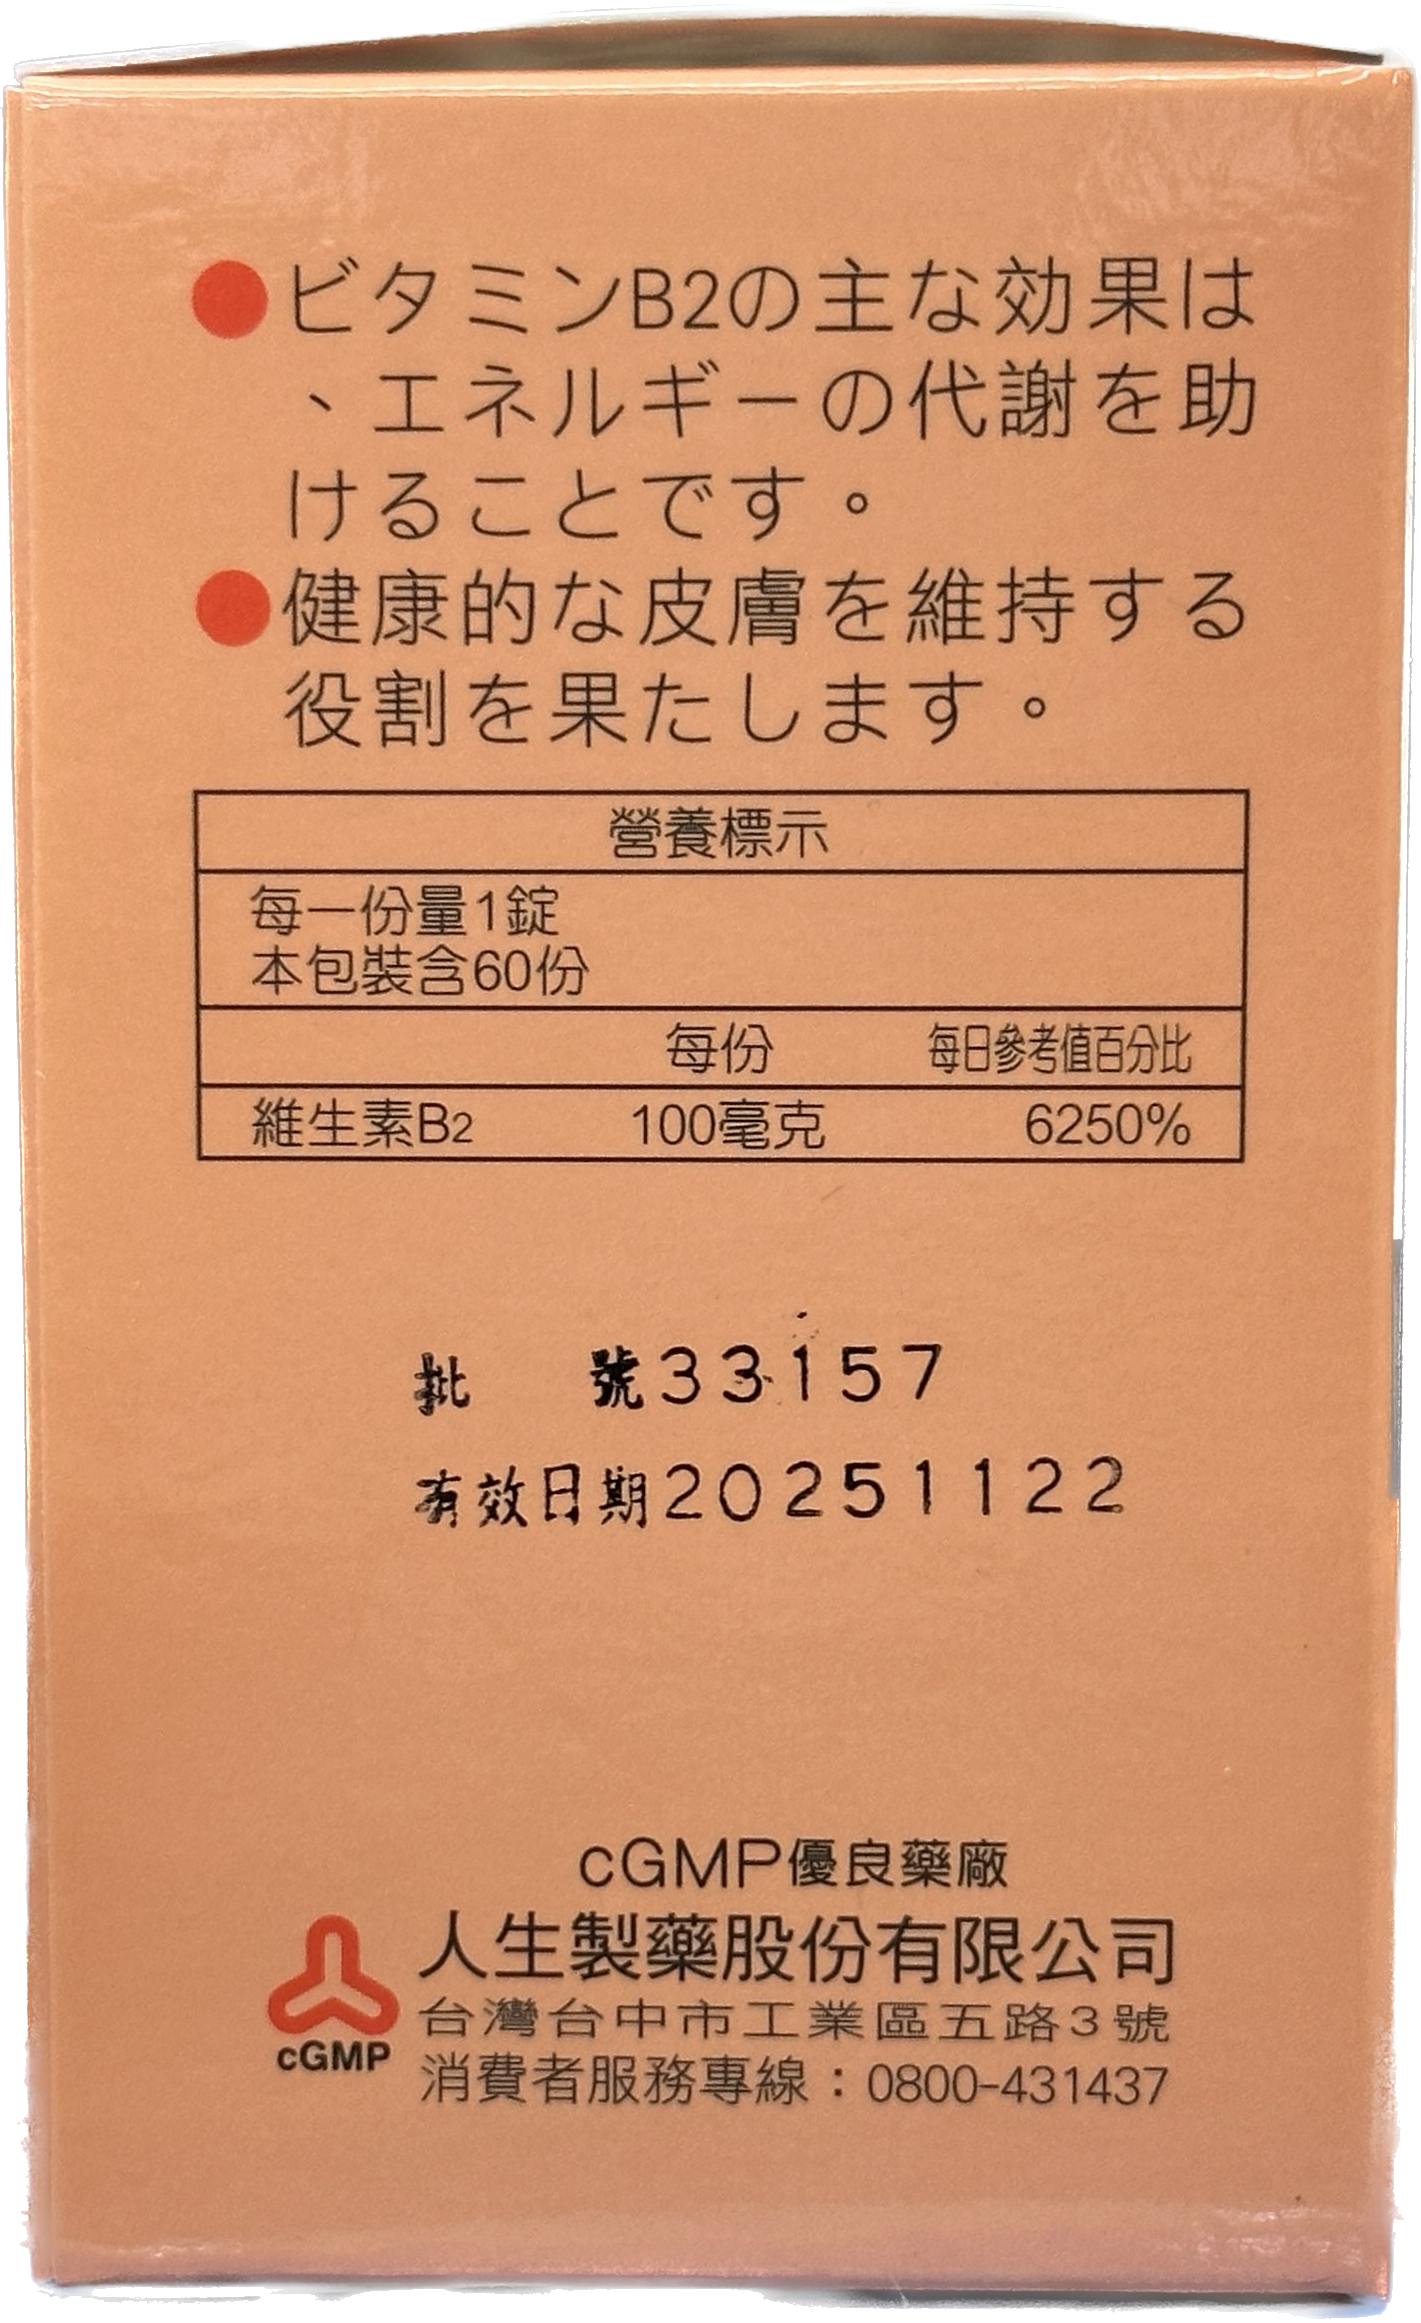 ●ビタミンB2の主な効果は
、エネルギーの代謝を助
けることです。
●健康的な皮膚を維持する
役割を果たします。
營養標示
每一份量1錠
本包裝含60份
每份 每日參考值百分比
維生素B2 100毫克 6250%
批 號33157
有效日期20251122
cGMP優良藥廠
人生製藥股份有限公司
台灣台中市工業區五路3號
cGMP
消費者服務專線：0800-431437